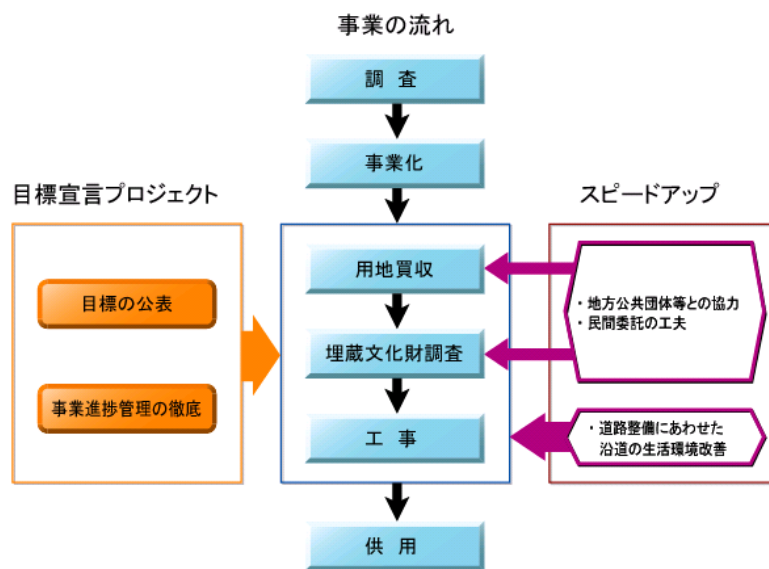 事業の流れ
調 査
事業化
目標宣言プロジェクト
スピードアップ
用地買収
目標の公表
・地方公共団体等との協力
・民間委託の工夫
埋蔵文化財調査
事業進捗管理の徹底
工 事
・道路整備にあわせた
沿道の生活環境改善
供 用